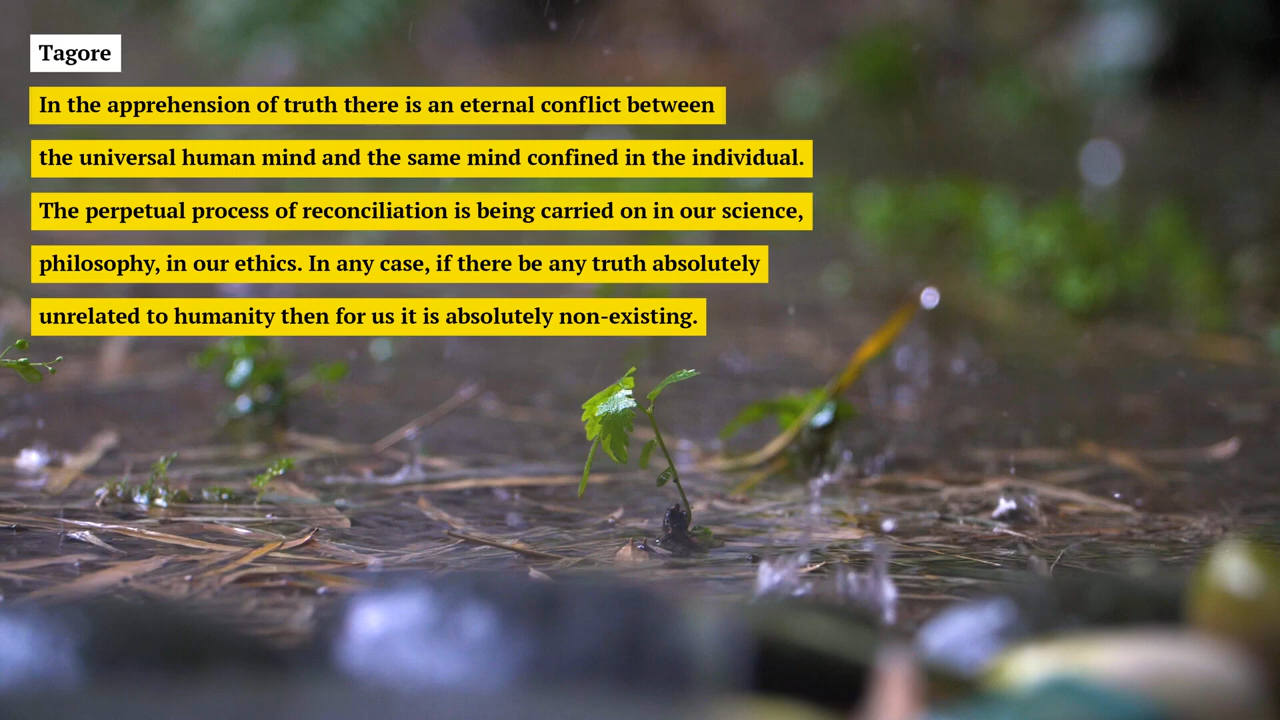 Tagore
In the apprehension of truth there is an eternal conflict between
the universal human mind and the same mind confined in the individual.
The perpetual process of reconciliation is being carried on in our science,
philosophy, in our ethics. In any case, if there be any truth absolutely
unrelated to humanity then for us it is absolutely non-existing.